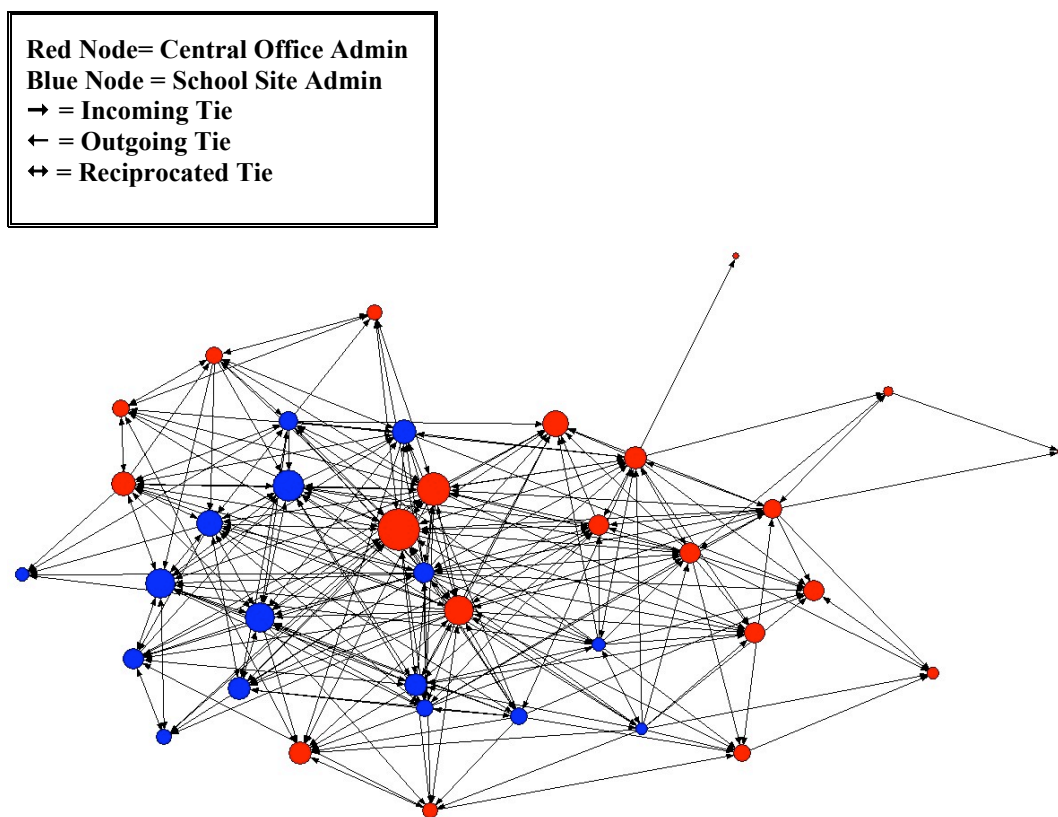 Red Node= Central Office Admin
Blue Node = School Site Admin
→ = Incoming Tie
← = Outgoing Tie
↔ = Reciprocated Tie